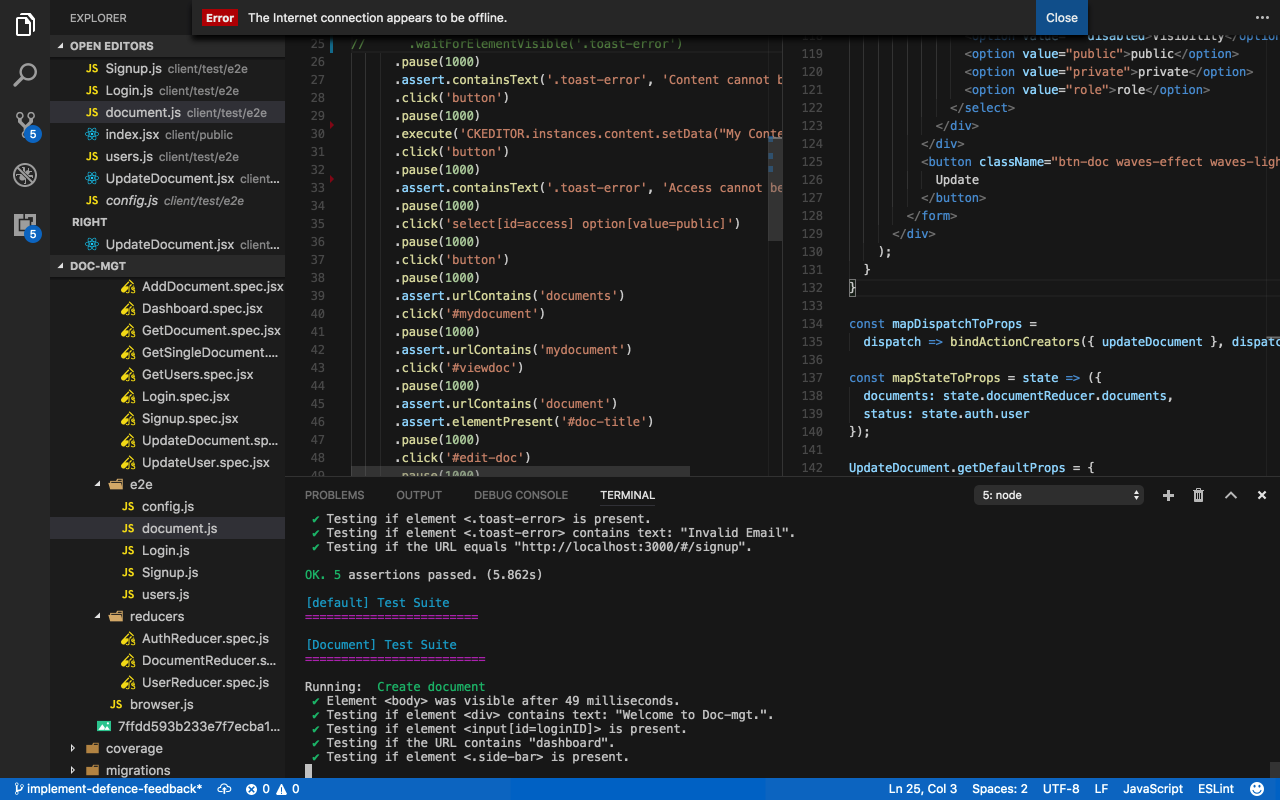 EXPLORER
Error The Internet connection appears to be offline. Close
OPEN EDITORS
JS Signup.js client/test/e2e
JS Login.js client/test/e2e
JS document.js client/test/e2e
index.jsx client/public
JS users.js client/test/e2e
UpdateDocument.jsx client...
JS config.js client/test/e2e
RIGHT
UpdateDocument.jsx client...
DOC-MGT
AddDocument.spec.jsx
Dashboard.spec.jsx
GetDocument.spec.jsx
GetSingleDocument....
GetUsers.spec.jsx
Login.spec.jsx
Signup.spec.jsx
UpdateDocument.sp...
UpdateUser.spec.jsx
e2e
JS config.js
JS document.js
JS Login.js
JS Signup.js
JS users.js
reducers
AuthReducer.spec.js
DocumentReducer.s...
UserReducer.spec.js
JS browser.js
7ffdd593b233e7f7ecba1...
coverage
migrations
5
5
25 // .waitForElementVisible('.toast-error')
26 .pause(1000)
27 .assert.containsText('.toast-error', 'Content cannot b
28 .click('button')
29 .pause(1000)
30 .execute('CKEDITOR.instances.content.setData("My Conte
31 .click('button')
32 .pause(1000)
33 .assert.containsText('.toast-error', 'Access cannot be
34 .pause(1000)
35 .click('select[id=access] option[value=public]')
36 .pause(1000)
37 .click('button')
38 .pause(1000)
39 .assert.urlContains('documents')
40 .click('#mydocument')
41 .pause(1000)
42 .assert.urlContains('mydocument')
43 .click('#viewdoc')
44 .pause(1000)
45 .assert.urlContains('document')
46 .assert.elementPresent('#doc-title')
47 .pause(1000)
48 .click('#edit-doc')
49 .pause(1000)
118 <option value=" disabled>Visibility</option
119 <option value="public">public</option>
120 <option value="private">private</option>
121 <option value="role">role</option>
122 </select>
123 </div>
124 </div>
125 <button className="btn-doc waves-effect waves-ligh
126 Update
127 </button>
128 </form>
129 </div>
130 );
131 }
132 }
133
134 const mapDispatchToProps =
135 dispatch => bindActionCreators({ updateDocument }, dispatc
136
137 const mapStateToProps = state => ({
138 documents: state.documentReducer.documents,
139 status: state.auth.user
140 });
141
142 UpdateDocument.getDefaultProps = {
PROBLEMS OUTPUT DEBUG CONSOLE TERMINAL 5: node
✔ Testing if element <.toast-error> is present.
✔ Testing if element <.toast-error> contains text: "Invalid Email".
✔ Testing if the URL equals "http://localhost:3000/#/signup".
OK. 5 assertions passed. (5.862s)
[default] Test Suite
========================
[Document] Test Suite
=========================
Running: Create document
✔ Element <body> was visible after 49 milliseconds.
✔ Testing if element <div> contains text: "Welcome to Doc-mgt.".
✔ Testing if element <input[id=loginID]> is present.
✔ Testing if the URL contains "dashboard".
✔ Testing if element <.side-bar> is present.
implement-defence-feedback* 0 0 Ln 25, Col 3 Spaces: 2 UTF-8 LF JavaScript ESLint